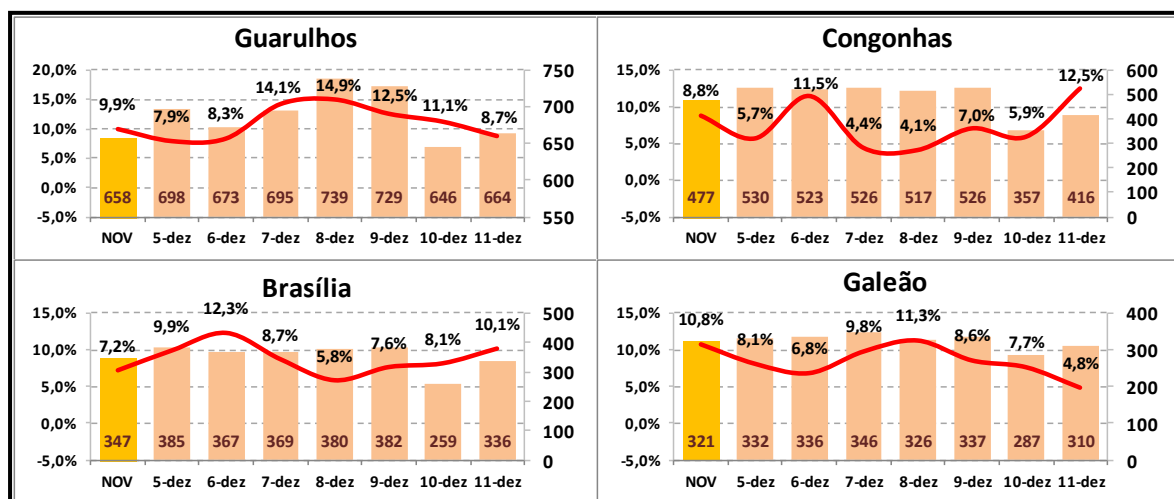 Guarulhos
20,0%
15,0%
10,0%
5,0%
0,0%
-5,0%
750
700
650
600
550
9,9% 7,9% 8,3% 14,1% 14,9% 12,5% 11,1% 8,7%
658 698 673 695 739 729 646 664
NOV 5-dez 6-dez 7-dez 8-dez 9-dez 10-dez 11-dez
Congonhas
15,0%
10,0%
5,0%
0,0%
-5,0%
600
500
400
300
200
100
0
8,8% 5,7% 11,5% 4,4% 4,1% 7,0% 5,9% 12,5%
477 530 523 526 517 526 357 416
NOV 5-dez 6-dez 7-dez 8-dez 9-dez 10-dez 11-dez
Brasília
15,0%
10,0%
5,0%
0,0%
-5,0%
500
400
300
200
100
0
7,2% 9,9% 12,3% 8,7% 5,8% 7,6% 8,1% 10,1%
347 385 367 369 380 382 259 336
NOV 5-dez 6-dez 7-dez 8-dez 9-dez 10-dez 11-dez
Galeão
15,0%
10,0%
5,0%
0,0%
-5,0%
400
300
200
100
0
10,8% 8,1% 6,8% 9,8% 11,3% 8,6% 7,7% 4,8%
321 332 336 346 326 337 287 310
NOV 5-dez 6-dez 7-dez 8-dez 9-dez 10-dez 11-dez